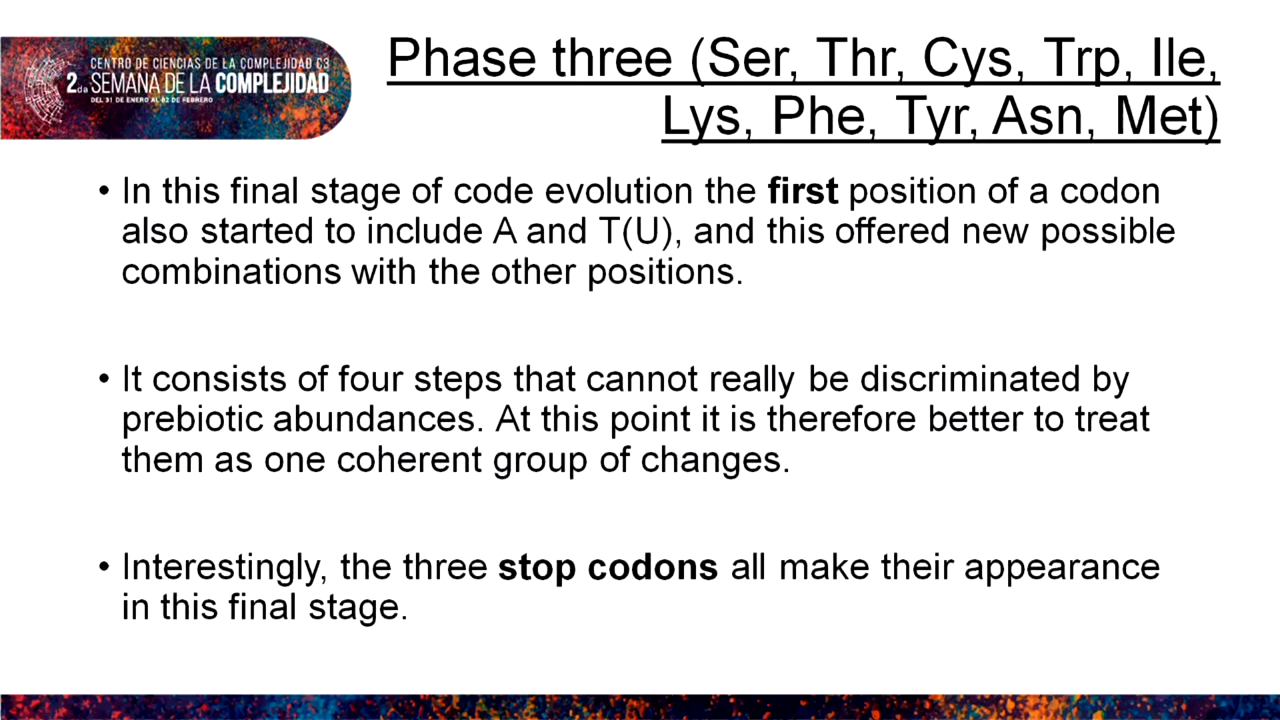 CENTRO DE CIENCIAS DE LA COMPLEJIDAD C3
2.da SEMANA DE LA COMPLEJIDAD
DEL 31 DE ENERO AL 02 DE FEBRERO
Phase three (Ser, Thr, Cys, Trp, Ile,
Lys, Phe, Tyr, Asn, Met)
• In this final stage of code evolution the first position of a codon
also started to include A and T(U), and this offered new possible
combinations with the other positions.
• It consists of four steps that cannot really be discriminated by
prebiotic abundances. At this point it is therefore better to treat
them as one coherent group of changes.
• Interestingly, the three stop codons all make their appearance
in this final stage.